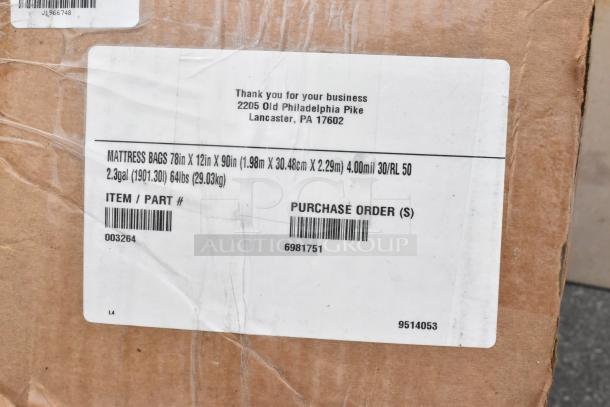 J1966748
Thank you for your business
2205 Old Philadelphia Pike
Lancaster, PA 17602
MATTRESS BAGS 78in X 12in X 90in (1.98m X 30.48cm X 2.29m) 4.00mil 30/RL 50
2.3gal (1901.30l) 64lbs (29.03kg)
ITEM / PART #
PURCHASE ORDER (S)
003264
6981751
PCI
AUCTION GROUP
L4
9514053